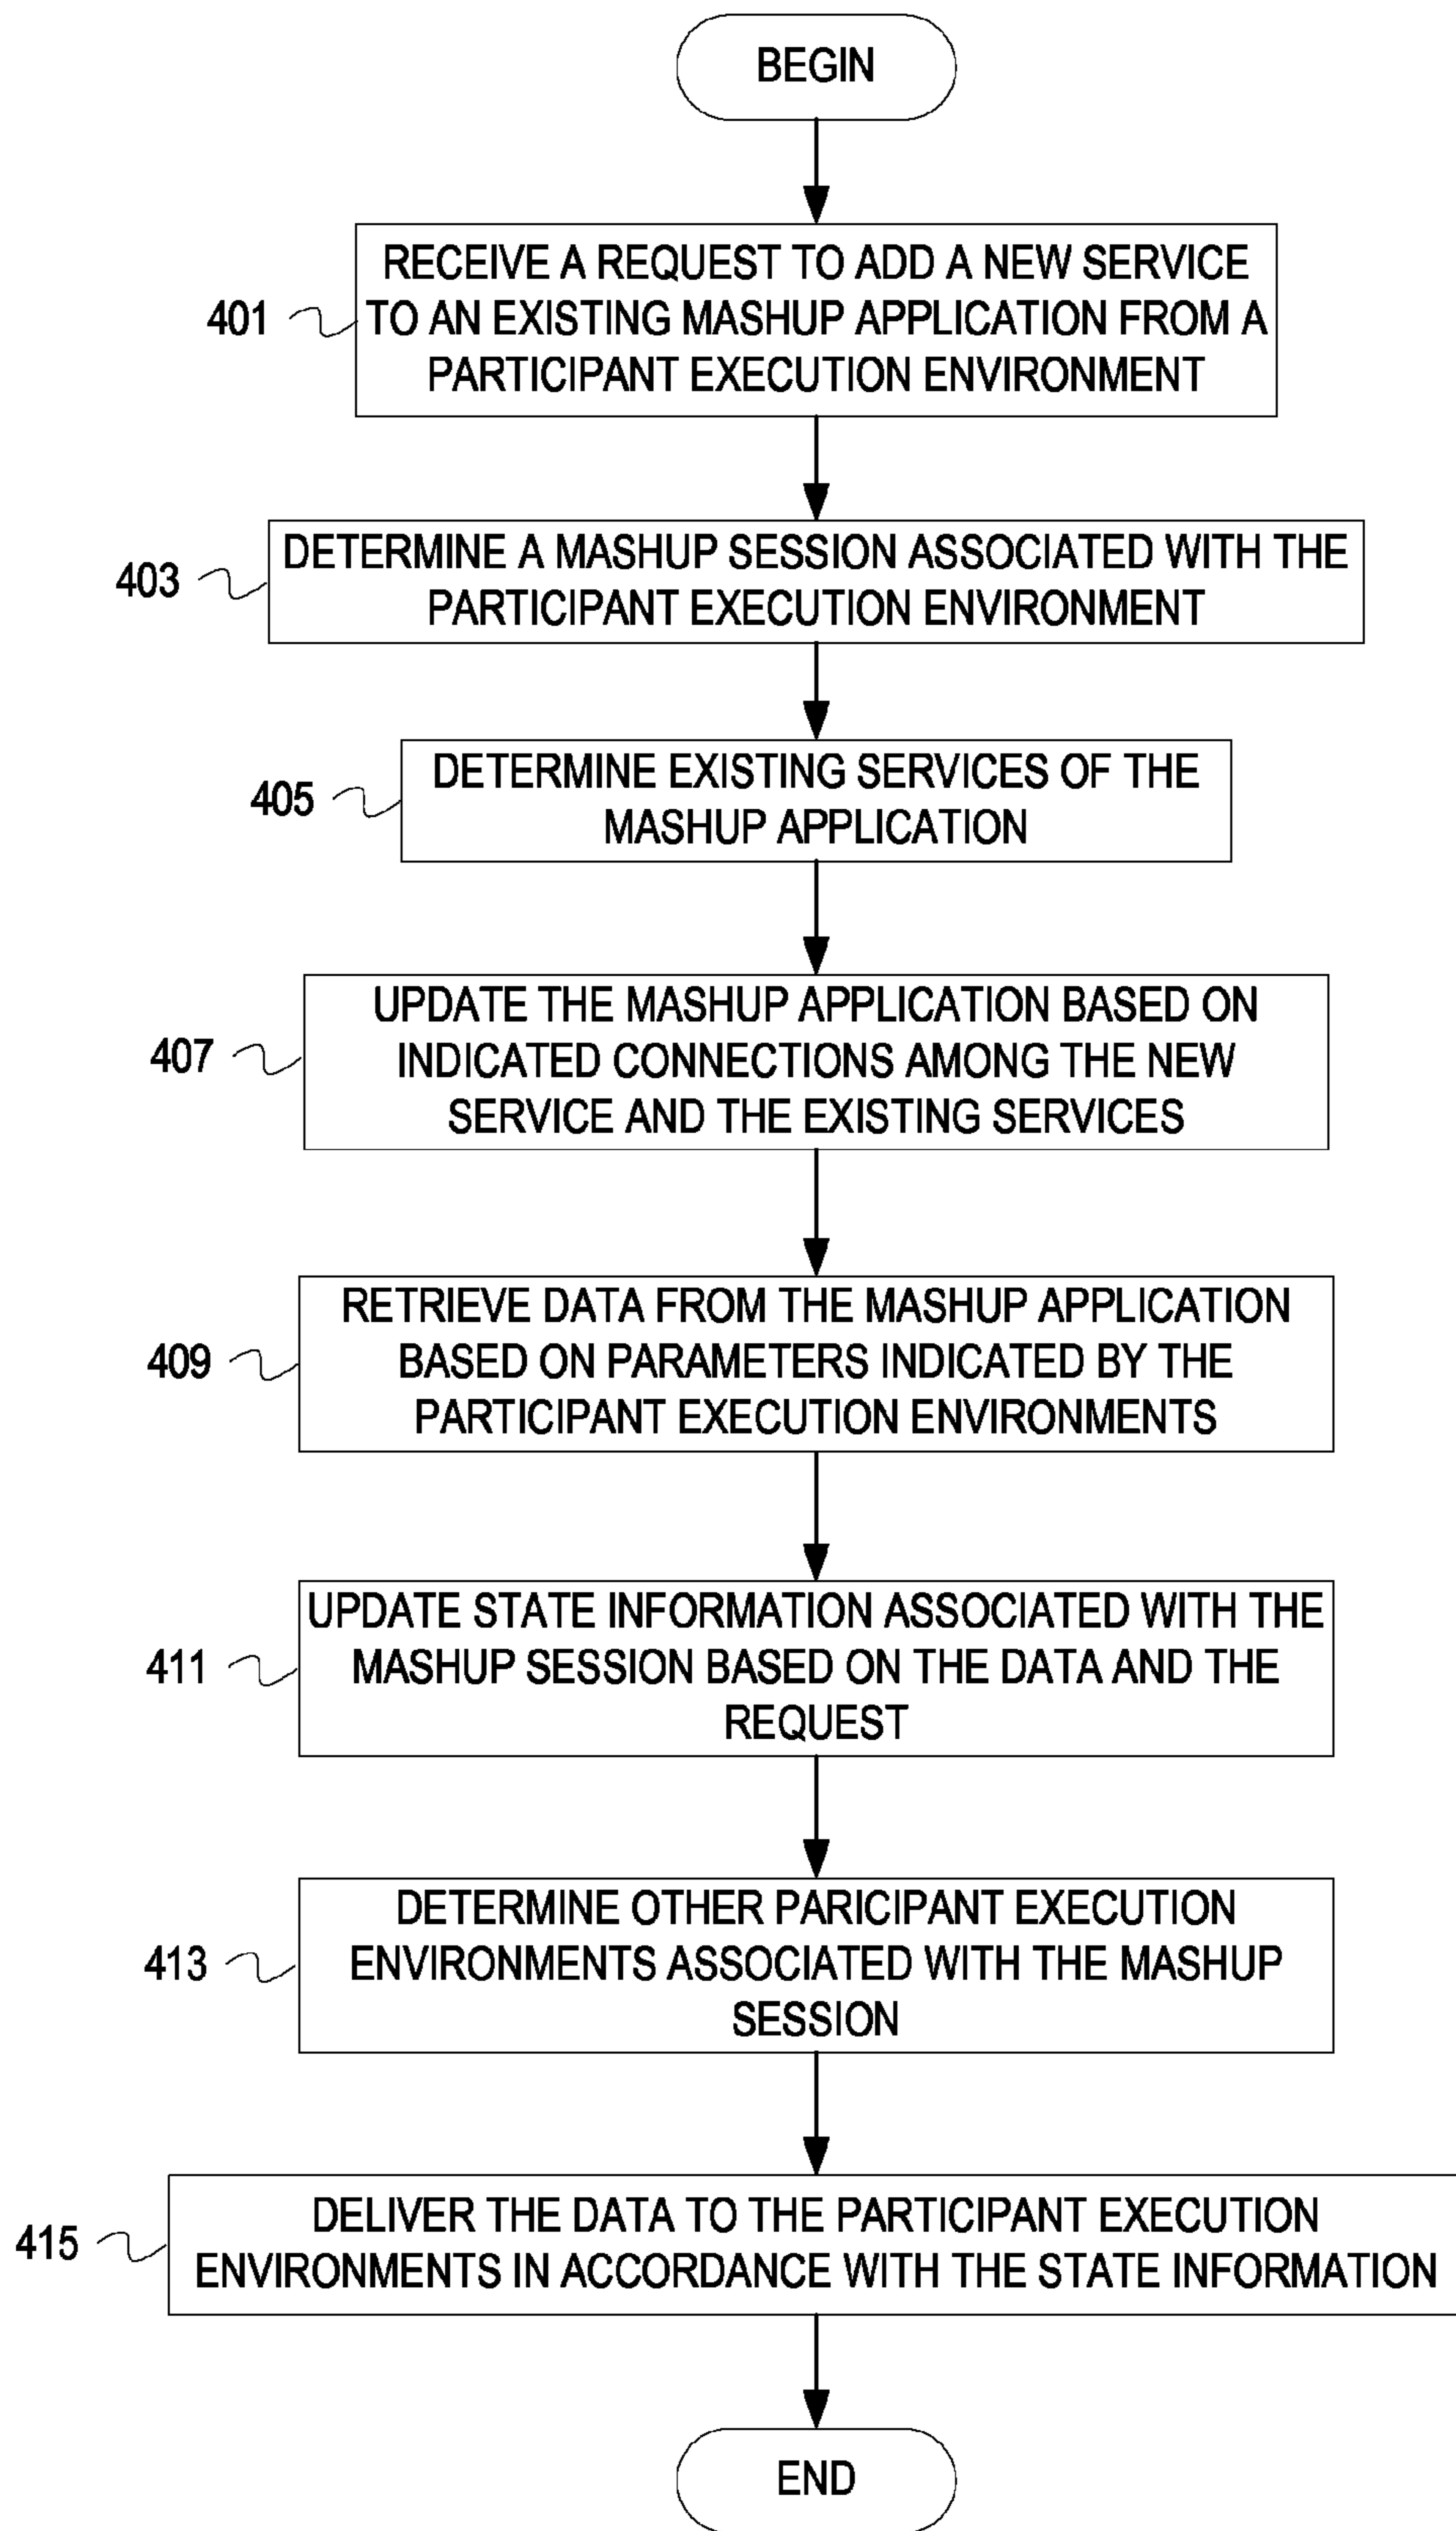 BEGIN
RECEIVE A REQUEST TO ADD A NEW SERVICE
TO AN EXISTING MASHUP APPLICATION FROM A
PARTICIPANT EXECUTION ENVIRONMENT
401
DETERMINE A MASHUP SESSION ASSOCIATED WITH THE
PARTICIPANT EXECUTION ENVIRONMENT
403
DETERMINE EXISTING SERVICES OF THE
MASHUP APPLICATION
405
UPDATE THE MASHUP APPLICATION BASED ON
INDICATED CONNECTIONS AMONG THE NEW
SERVICE AND THE EXISTING SERVICES
407
RETRIEVE DATA FROM THE MASHUP APPLICATION
BASED ON PARAMETERS INDICATED BY THE
PARTICIPANT EXECUTION ENVIRONMENTS
409
UPDATE STATE INFORMATION ASSOCIATED WITH THE
MASHUP SESSION BASED ON THE DATA AND THE
REQUEST
411
DETERMINE OTHER PARICIPANT EXECUTION
ENVIRONMENTS ASSOCIATED WITH THE MASHUP
SESSION
413
DELIVER THE DATA TO THE PARTICIPANT EXECUTION
ENVIRONMENTS IN ACCORDANCE WITH THE STATE INFORMATION
415
END